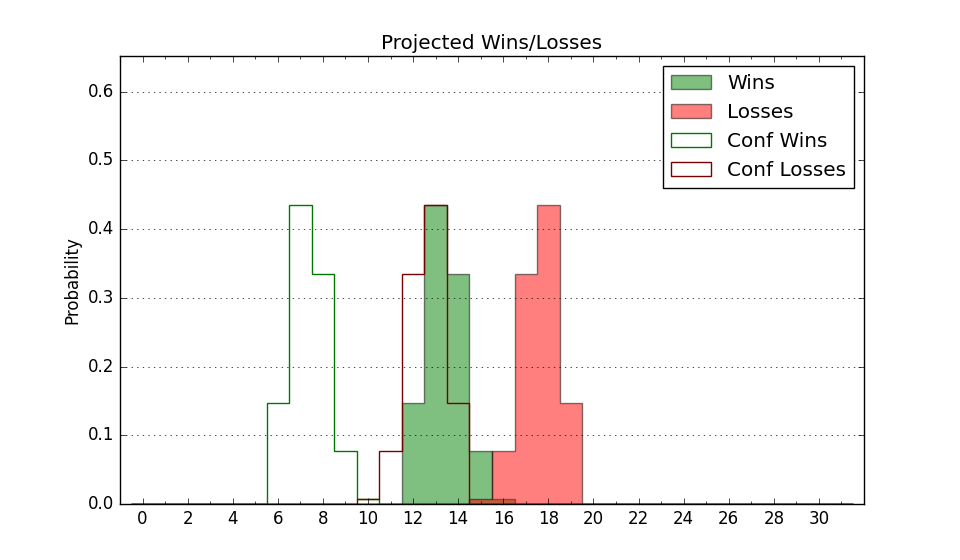 Projected Wins/Losses
Probability
0.6
0.5
0.4
0.3
0.2
0.1
0.0
0 2 4 6 8 10 12 14 16 18 20 22 24 26 28 30
Wins
Losses
Conf Wins
Conf Losses